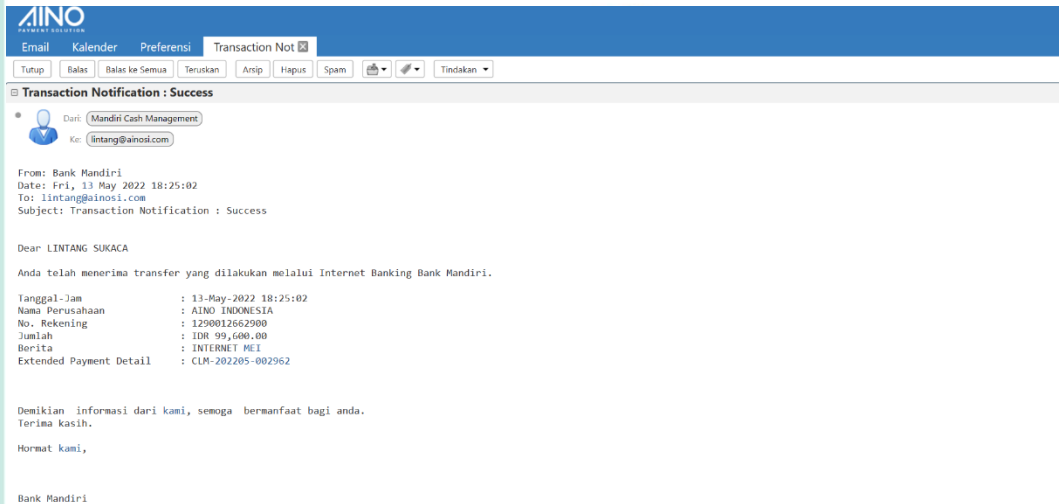 AINO
PAYMENT SOLUTION
Email Kalender Preferensi Transaction Not
Tutup Balas Balas ke Semua Teruskan Arsip Hapus Spam Tindakan
Transaction Notification : Success
Dari: Mandiri Cash Management
Ke: lintang@ainosi.com
From: Bank Mandiri
Date: Fri, 13 May 2022 18:25:02
To: lintang@ainosi.com
Subject: Transaction Notification : Success
Dear LINTANG SUKACA
Anda telah menerima transfer yang dilakukan melalui Internet Banking Bank Mandiri.
Tanggal-Jam : 13-May-2022 18:25:02
Nama Perusahaan : AINO INDONESIA
No. Rekening : 1290012662900
Jumlah : IDR 99,600.00
Berita : INTERNET MEI
Extended Payment Detail : CLM-202205-002962
Demikian informasi dari kami, semoga bermanfaat bagi anda.
Terima kasih.
Hormat kami,
Bank Mandiri